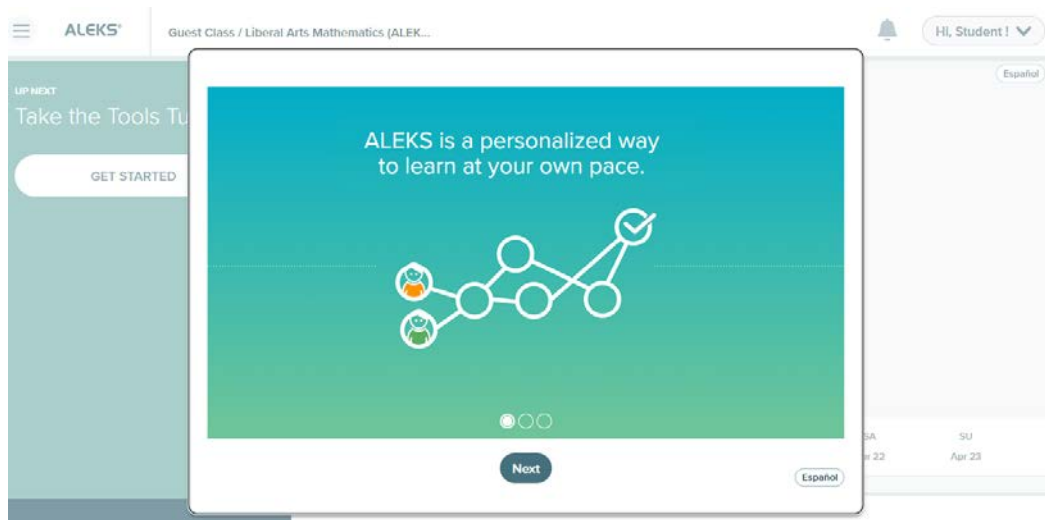 ALEKS®
Guest Class / Liberal Arts Mathematics (ALEK...
Hi, Student !
Español
UP NEXT
Take the Tools Tu
GET STARTED
ALEKS is a personalized way
to learn at your own pace.
Next
Español
SA
SU
r 22
Apr 23